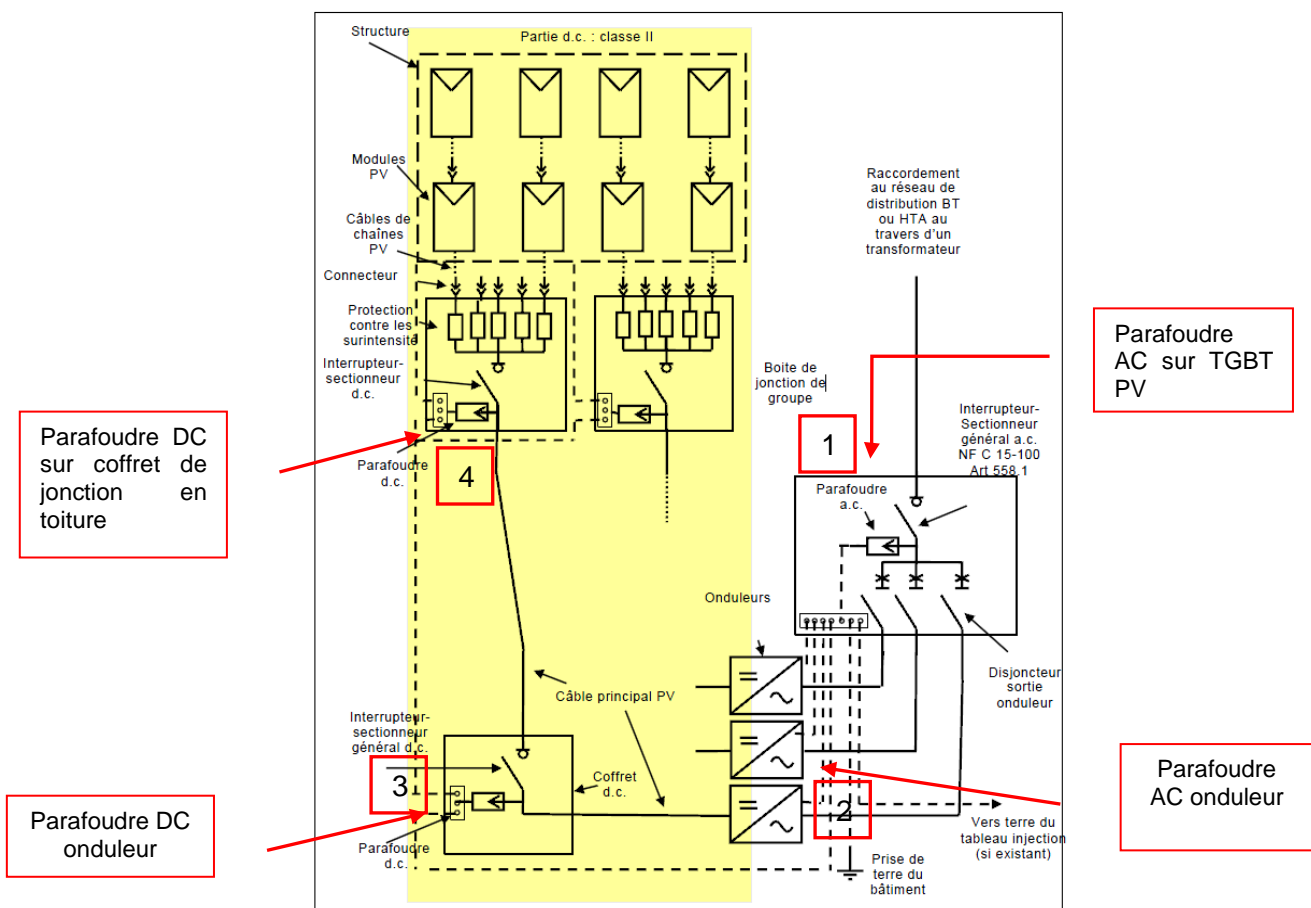 Structure
Partie d.c. : classe II
Modules
PV
Câbles de
chaînes
PV
Connecteur
Protection
contre les
surintensité
Interrupteur-
sectionneur
d.c.
Parafoudre DC
sur coffret de
jonction en
toiture
Parafoudre
d.c.
4
Raccordement
au réseau de
distribution BT
ou HTA au
travers d'un
transformateur
Boite de
jonction de
groupe
1
Parafoudre
AC sur TGBT
PV
Interrupteur-
Sectionneur
général a.c.
NF C 15-100
Art 558.1
Parafoudre
a.c.
Onduleurs
Disjoncteur
sortie
onduleur
Câble principal PV
Interrupteur-
sectionneur
général d.c.
3
Coffret
d.c.
Parafoudre DC
onduleur
Parafoudre
d.c.
2
Parafoudre
AC onduleur
Vers terre du
tableau injection
(si existant)
Prise de
terre du
bâtiment